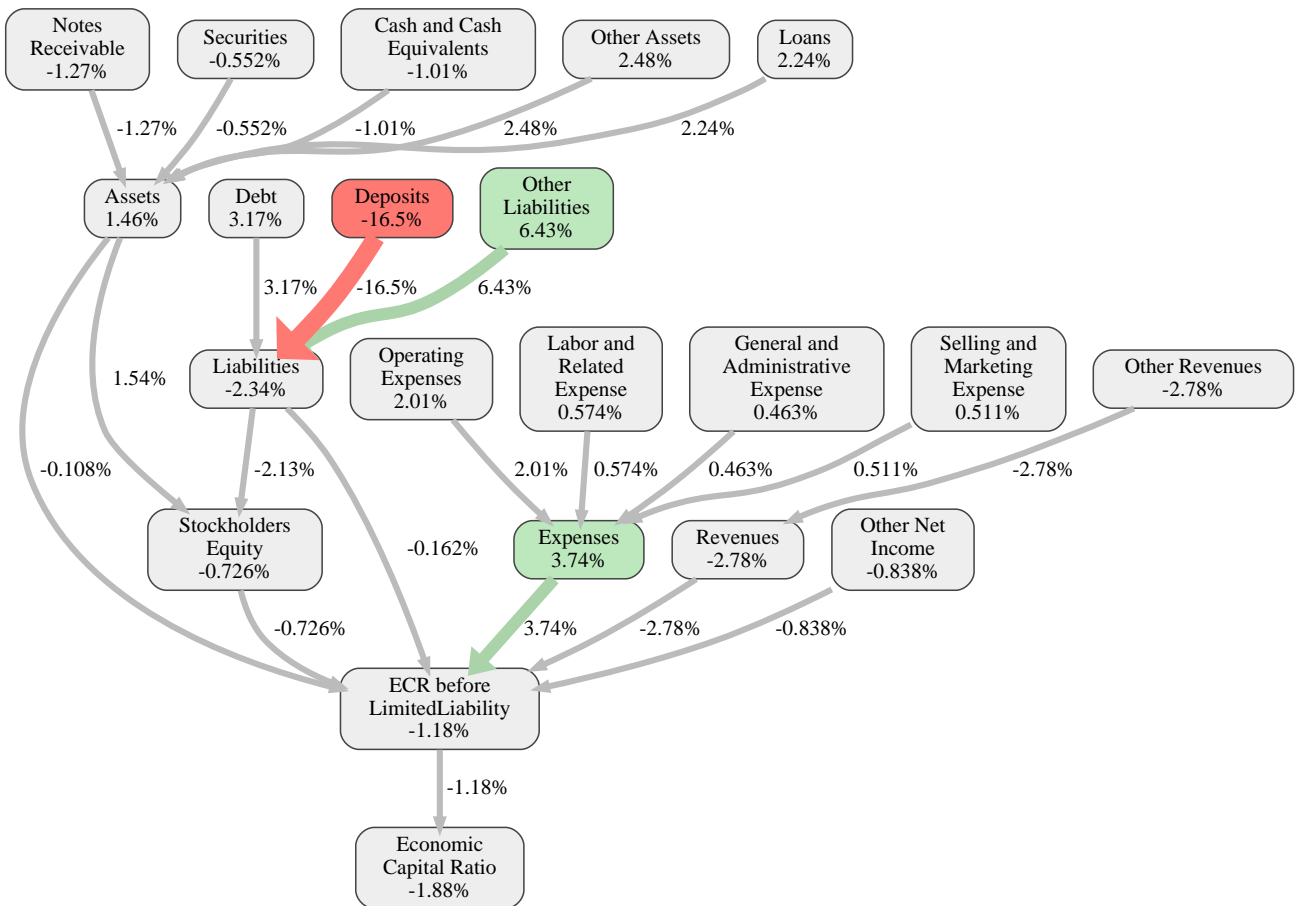 Notes
Receivable
-1.27%
Securities
-0.552%
Cash and Cash
Equivalents
-1.01%
Other Assets
2.48%
Loans
2.24%
-1.27%
-0.552%
-1.01%
2.48%
2.24%
Assets
1.46%
Debt
3.17%
Deposits
-16.5%
Other
Liabilities
6.43%
3.17%
-16.5%
6.43%
Liabilities
-2.34%
Operating
Expenses
2.01%
Labor and
Related
Expense
0.574%
General and
Administrative
Expense
0.463%
Selling and
Marketing
Expense
0.511%
Other Revenues
-2.78%
1.54%
-0.108%
-2.13%
2.01%
0.574%
0.463%
0.511%
-2.78%
Stockholders
Equity
-0.726%
-0.162%
Expenses
3.74%
Revenues
-2.78%
Other Net
Income
-0.838%
-0.726%
3.74%
-2.78%
-0.838%
ECR before
LimitedLiability
-1.18%
-1.18%
Economic
Capital Ratio
-1.88%